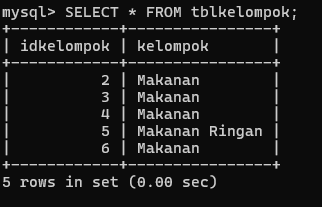 mysql> SELECT * FROM tblkelompok;
+------------+----------------+
| idkelompok | kelompok       |
+------------+----------------+
|          2 | Makanan        |
|          3 | Makanan        |
|          4 | Makanan        |
|          5 | Makanan Ringan |
|          6 | Makanan        |
+------------+----------------+
5 rows in set (0.00 sec)